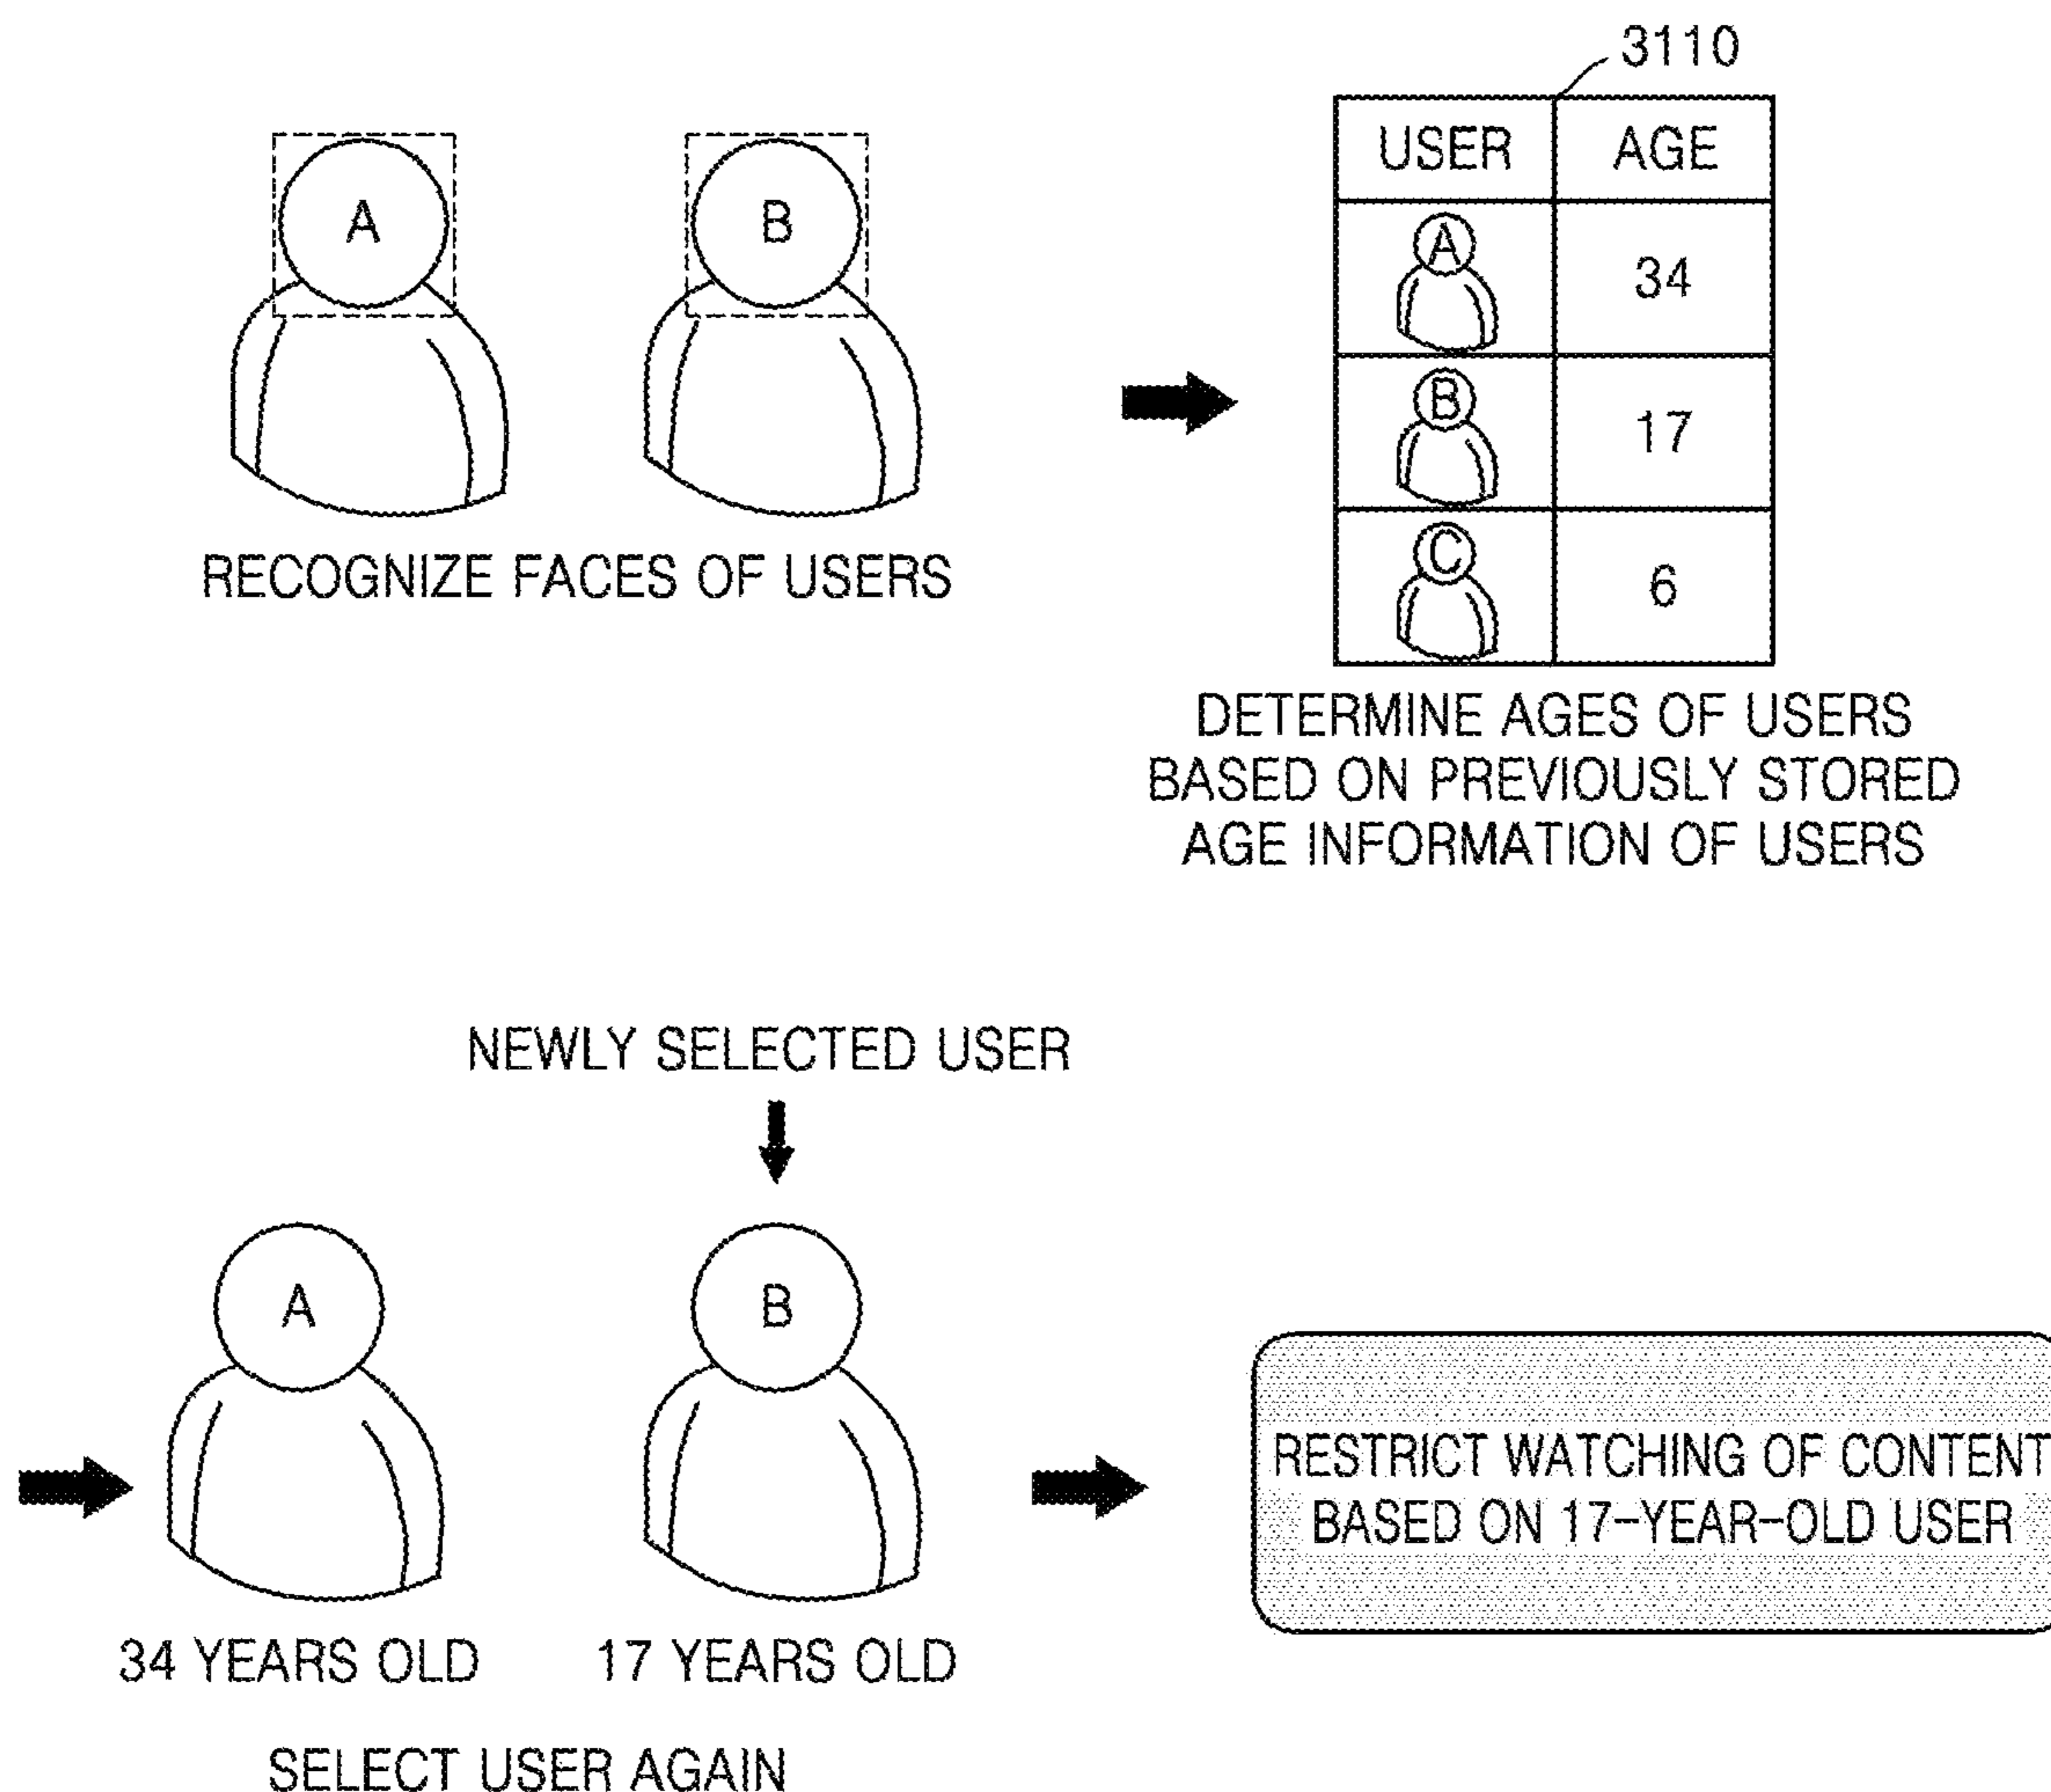 3110
A
B
USER AGE
A 34
B 17
C 6
RECOGNIZE FACES OF USERS
DETERMINE AGES OF USERS
BASED ON PREVIOUSLY STORED
AGE INFORMATION OF USERS
NEWLY SELECTED USER
A
B
RESTRICT WATCHING OF CONTENT
BASED ON 17-YEAR-OLD USER
34 YEARS OLD
17 YEARS OLD
SELECT USER AGAIN